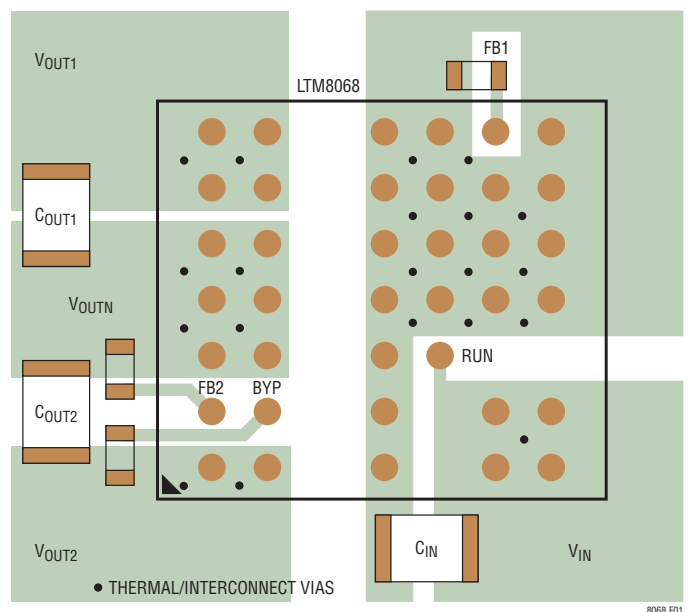 VOUT1
FB1
LTM8068
COUT1
VOUTN
RUN
FB2
BYP
COUT2
CIN
VOUT2
VIN
• THERMAL/INTERCONNECT VIAS
8068 F01